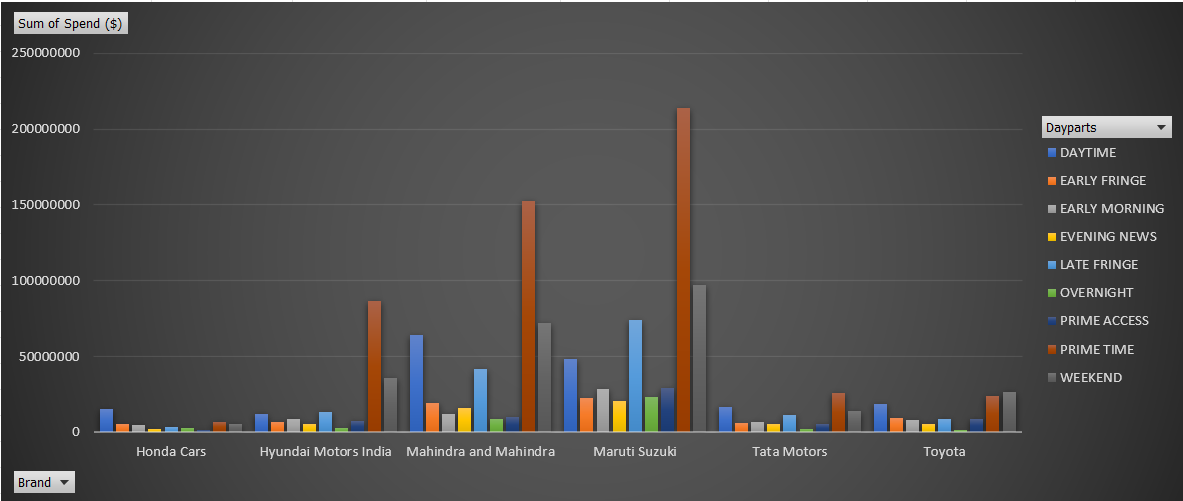 Sum of Spend ($)
250000000
200000000
150000000
100000000
50000000
0
Honda Cars
Hyundai Motors India
Mahindra and Mahindra
Maruti Suzuki
Tata Motors
Toyota
Dayparts
DAYTIME
EARLY FRINGE
EARLY MORNING
EVENING NEWS
LATE FRINGE
OVERNIGHT
PRIME ACCESS
PRIME TIME
WEEKEND
Brand